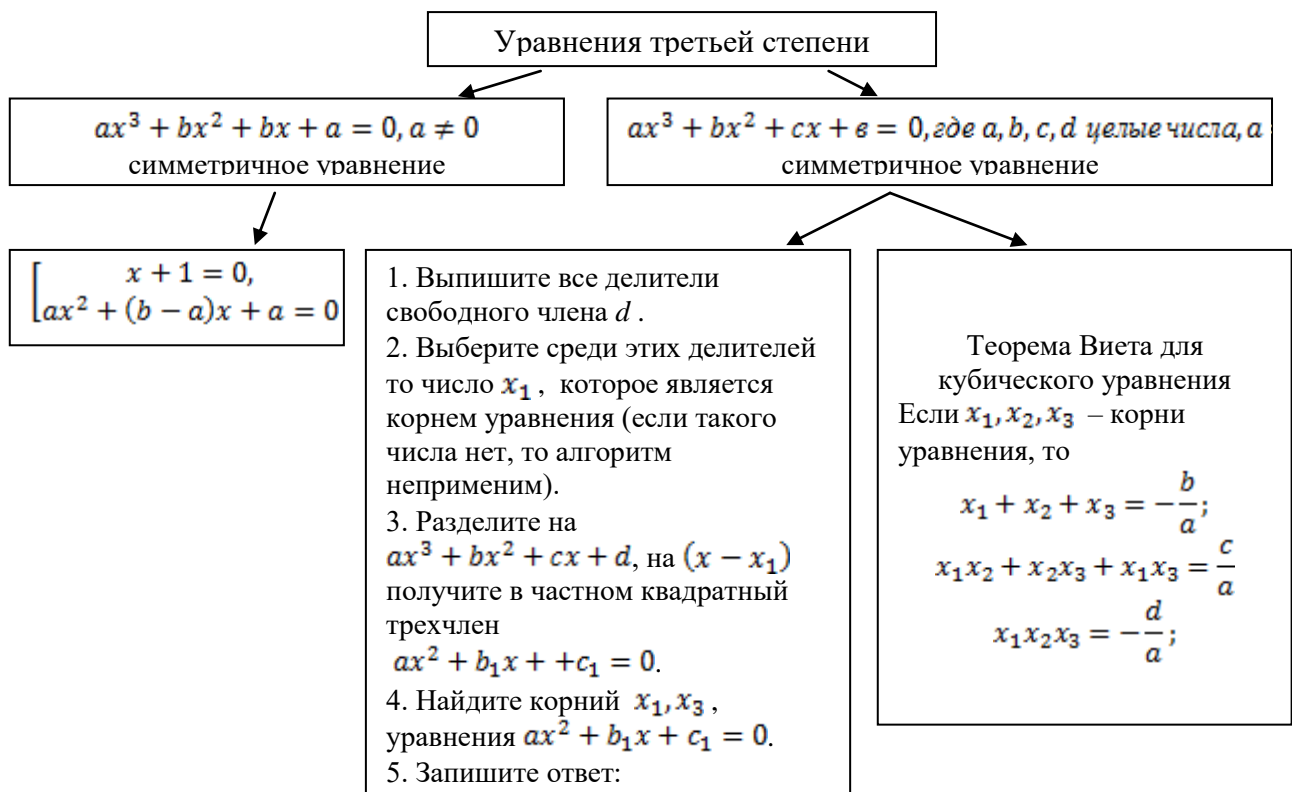 Уравнения третьей степени
ax³ + bx² + bx + a = 0, a ≠ 0
симметричное уравнение
ax³ + bx² + cx + в = 0, где a, b, c, d целые числа, a
симметричное уравнение
x + 1 = 0,
ax² + (b − a)x + a = 0
1. Выпишите все делители
свободного члена d .
2. Выберите среди этих делителей
то число x₁ , которое является
корнем уравнения (если такого
числа нет, то алгоритм
неприменим).
3. Разделите на
ax³ + bx² + cx + d, на (x − x₁)
получите в частном квадратный
трехчлен
ax² + b₁x + +c₁ = 0.
4. Найдите корний x₁, x₃ ,
уравнения ax² + b₁x + c₁ = 0.
5. Запишите ответ:
Теорема Виета для
кубического уравнения
Если x₁, x₂, x₃ – корни
уравнения, то
x₁ + x₂ + x₃ = −b/a;
x₁x₂ + x₂x₃ + x₁x₃ = c/a
x₁x₂x₃ = −d/a;